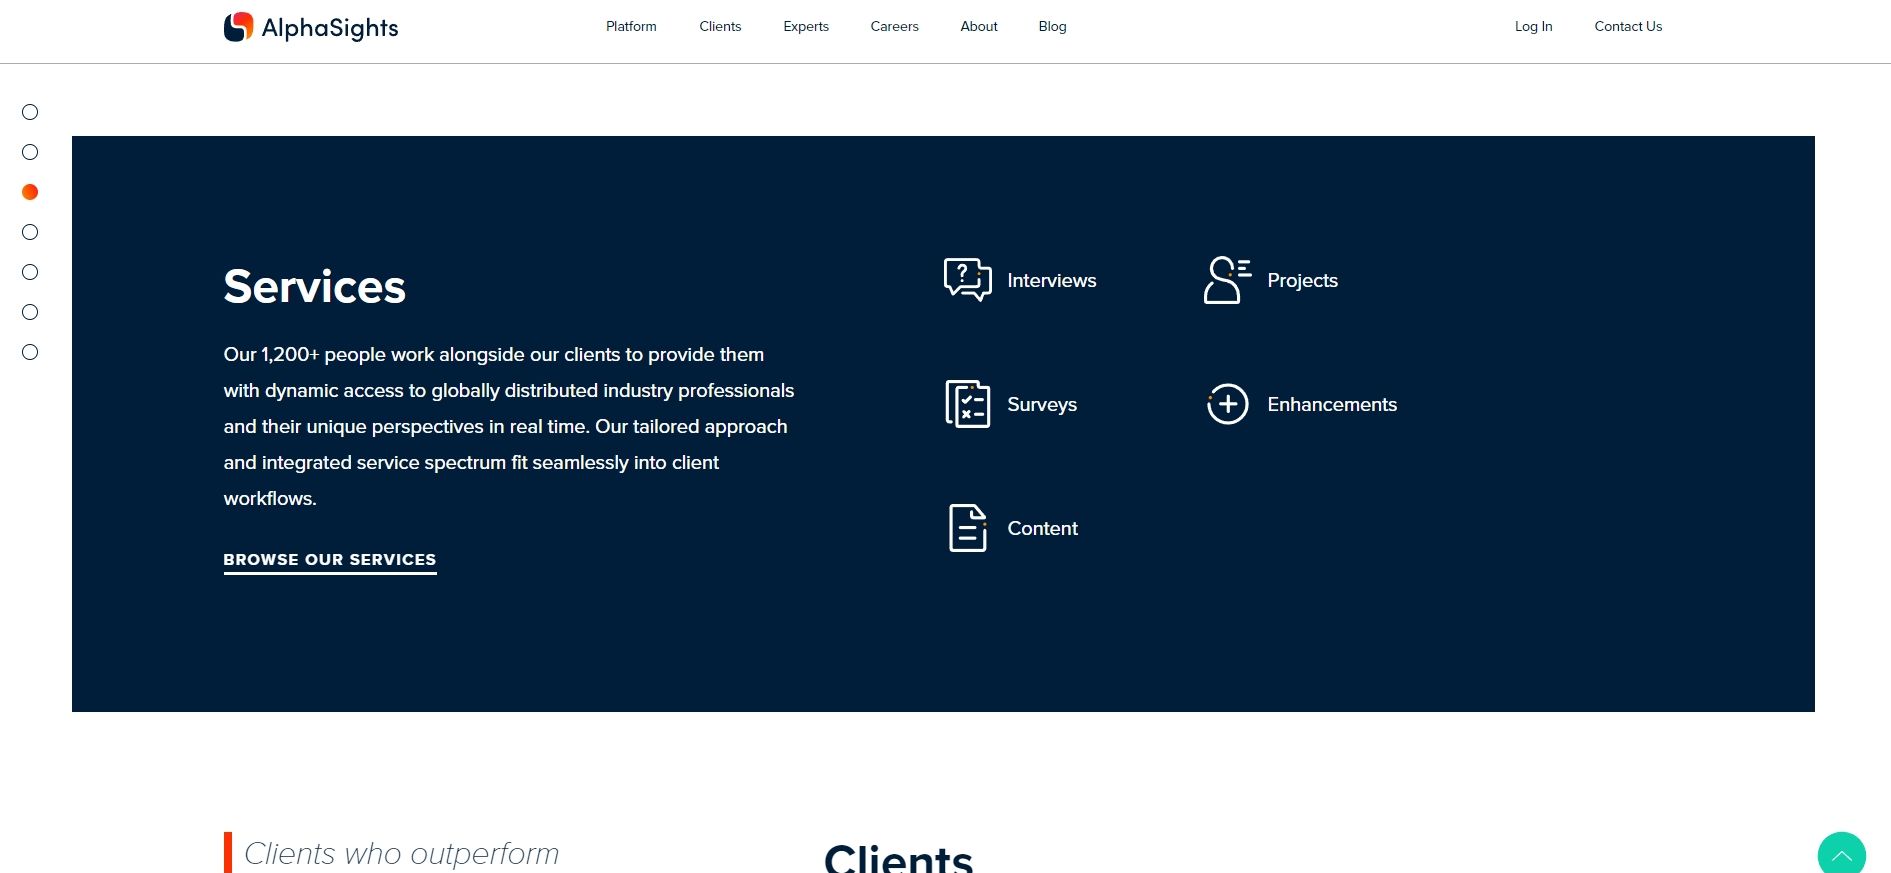 AlphaSights
Platform
Clients
Experts
Careers
About
Blog
Log In
Contact Us
Services
Our 1,200+ people work alongside our clients to provide them
with dynamic access to globally distributed industry professionals
and their unique perspectives in real time. Our tailored approach
and integrated service spectrum fit seamlessly into client
workflows.
BROWSE OUR SERVICES
Interviews
Projects
Surveys
Enhancements
Content
Clients who outperform
Clients